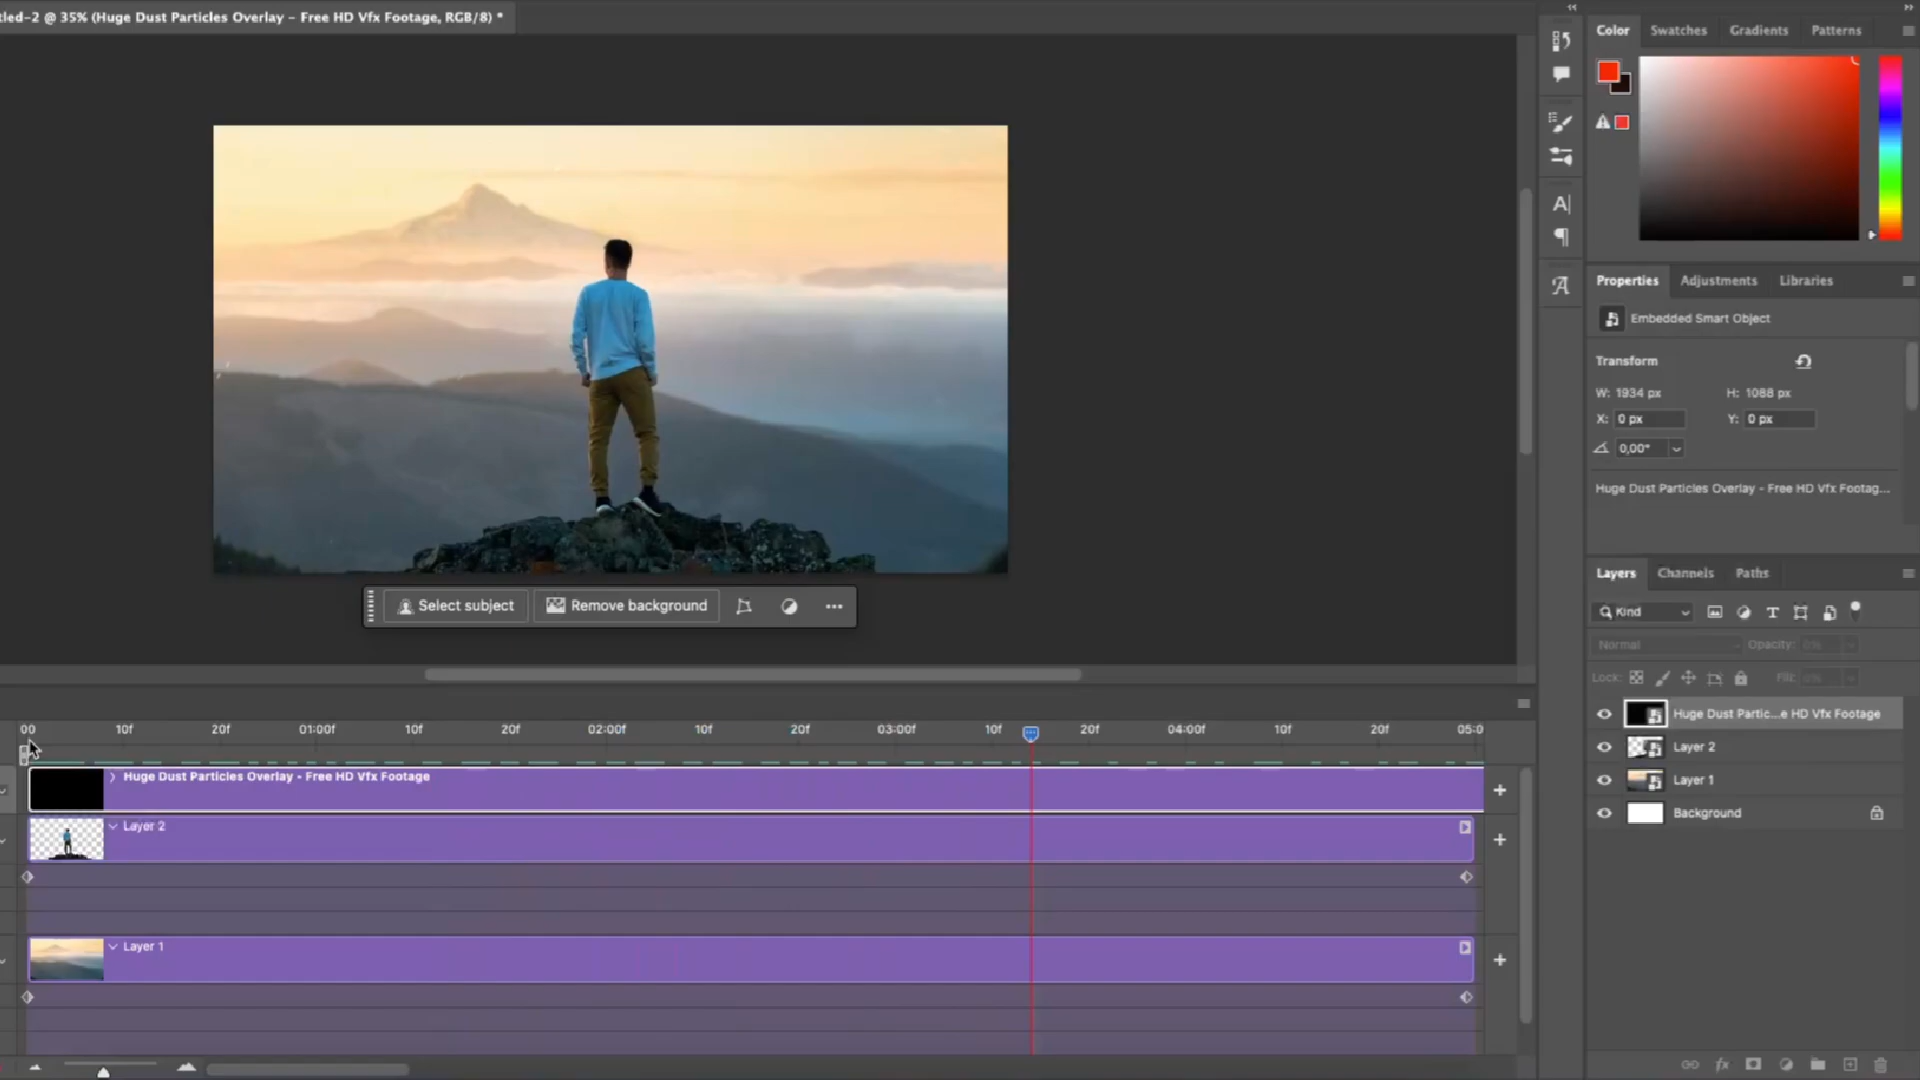 tled-2 @ 35% (Huge Dust Particles Overlay - Free HD Vfx Footage, RGB/8) *
Color Swatches Gradients Patterns
Properties Adjustments Libraries
Embedded Smart Object
Transform
W: 1934 px H: 1088 px
X: 0 px Y: 0 px
0,00°
Huge Dust Particles Overlay - Free HD Vfx Footag...
Select subject Remove background
Layers Channels Paths
Kind
Normal Opacity: 0%
Lock: Fill: 0%
Huge Dust Partic...e HD Vfx Footage
Layer 2
Layer 1
Background
00 10f 20f 01:00f 10f 20f 02:00f 10f 20f 03:00f 10f 20f 04:00f 10f 20f 05:0
Huge Dust Particles Overlay - Free HD Vfx Footage
Layer 2
Layer 1